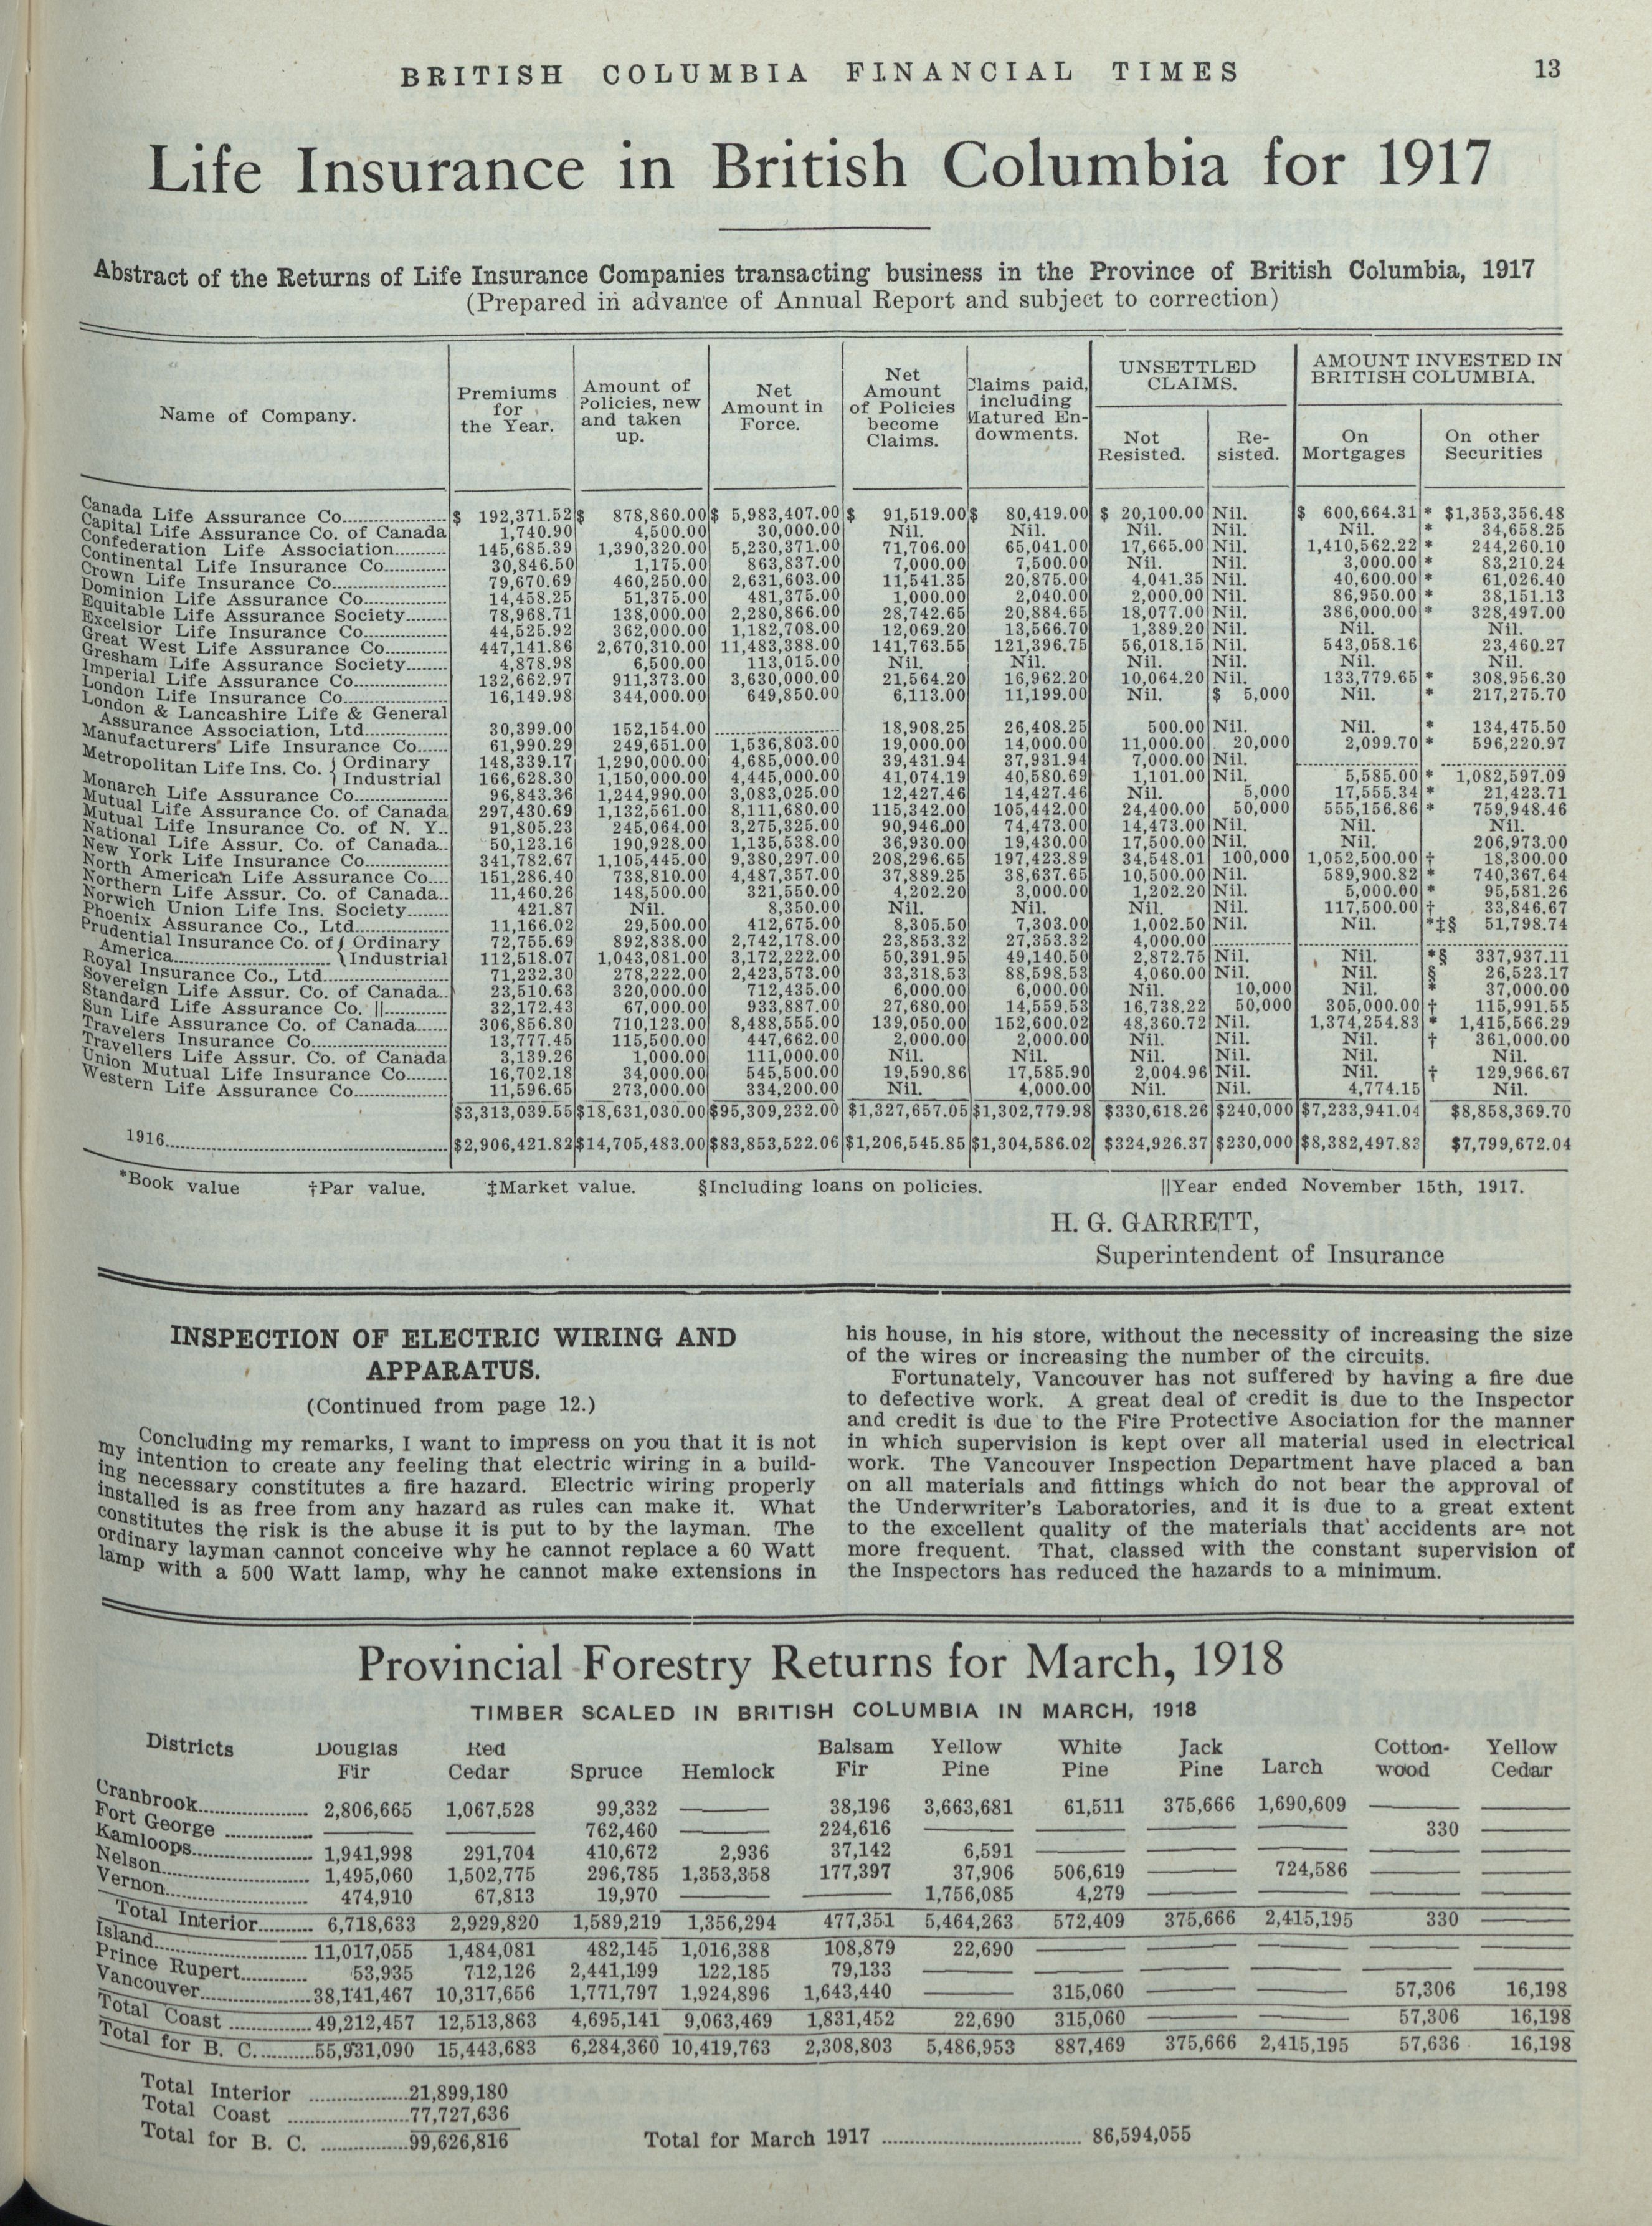 BRITISH COLUMBIA FINANCIAL TIMES 13
Life Insurance in British Columbia for 1917
Abstract of the Returns of Life Insurance Companies transacting business in the Province of British Columbia, 1917
(Prepared in advance of Annual Report and subject to correction)
Name of Company. Premiums for the Year. Amount of Policies, new and taken up. Net Amount in Force. Net Amount of Policies become Claims. Claims paid, including Matured Endowments. UNSETTLED CLAIMS. Not Resisted. Resisted. AMOUNT INVESTED IN BRITISH COLUMBIA. On Mortgages On other Securities
Canada Life Assurance Co. $ 192,371.52 $ 878,860.00 $ 5,983,407.00 $ 91,519.00 $ 80,419.00 $ 20,100.00 Nil. $ 600,664.31 * $1,353,356.48
Capital Life Assurance Co. of Canada 1,740.90 4,500.00 30,000.00 Nil. Nil. Nil. Nil. Nil. * 34,658.25
Confederation Life Association 145,685.39 1,390,320.00 5,230,371.00 71,706.00 65,041.00 17,665.00 Nil. 1,410,562.22 * 244,260.10
Continental Life Insurance Co. 30,846.50 1,175.00 863,837.00 7,000.00 7,500.00 Nil. Nil. 3,000.00 * 83,210.24
Crown Life Insurance Co. 79,670.69 460,250.00 2,631,603.00 11,541.35 20,875.00 4,041.35 Nil. 40,600.00 * 61,026.40
Dominion Life Assurance Co. 14,458.25 51,375.00 481,375.00 1,000.00 2,040.00 2,000.00 Nil. 86,950.00 * 38,151.13
Equitable Life Assurance Society 78,968.71 138,000.00 2,280,866.00 28,742.65 20,884.65 18,077.00 Nil. 386,000.00 * 328,497.00
Excelsior Life Insurance Co. 44,525.92 362,000.00 1,182,708.00 12,069.20 13,566.70 1,389.20 Nil. Nil. Nil.
Great West Life Assurance Co. 447,141.86 2,670,310.00 11,483,388.00 141,763.55 121,396.75 56,018.15 Nil. 543,058.16 23,460.27
Gresham Life Assurance Society 4,878.98 6,500.00 113,015.00 Nil. Nil. Nil. Nil. Nil. Nil.
Imperial Life Assurance Co. 132,662.97 911,373.00 3,630,000.00 21,564.20 16,962.20 10,064.20 Nil. 133,779.65 * 308,956.30
London Life Insurance Co. 16,149.98 344,000.00 649,850.00 6,113.00 11,199.00 Nil. $ 5,000 Nil. * 217,275.70
London & Lancashire Life & General
Assurance Association, Ltd. 30,399.00 152,154.00 18,908.25 26,408.25 500.00 Nil. Nil. * 134,475.50
Manufacturers' Life Insurance Co. 61,990.29 249,651.00 1,536,803.00 19,000.00 14,000.00 11,000.00 20,000 2,099.70 * 596,220.97
Metropolitan Life Ins. Co. { Ordinary 148,339.17 1,290,000.00 4,685,000.00 39,431.94 37,931.94 7,000.00 Nil.
Industrial 166,628.30 1,150,000.00 4,445,000.00 41,074.19 40,580.69 1,101.00 Nil. 5,585.00 * 1,082,597.09
Monarch Life Assurance Co. 96,843.36 1,244,990.00 3,083,025.00 12,427.46 14,427.46 Nil. 5,000 17,555.34 * 21,423.71
Mutual Life Assurance Co. of Canada 297,430.69 1,132,561.00 8,111,680.00 115,342.00 105,442.00 24,400.00 50,000 555,156.86 * 759,948.46
Mutual Life Insurance Co. of N. Y. 91,805.23 245,064.00 3,275,325.00 90,946.00 74,473.00 14,473.00 Nil. Nil. Nil.
National Life Assur. Co. of Canada 50,123.16 190,928.00 1,135,538.00 36,930.00 19,430.00 17,500.00 Nil. Nil. 206,973.00
New York Life Insurance Co. 341,782.67 1,105,445.00 9,380,297.00 208,296.65 197,423.89 34,548.01 100,000 1,052,500.00 † 18,300.00
North American Life Assurance Co. 151,286.40 738,810.00 4,487,357.00 37,889.25 38,637.65 10,500.00 Nil. 589,900.82 * 740,367.64
Northern Life Assur. Co. of Canada 11,460.26 148,500.00 321,550.00 4,202.20 3,000.00 1,202.20 Nil. 5,000.00 * 95,581.26
Norwich Union Life Ins. Society 421.87 Nil. 8,350.00 Nil. Nil. Nil. Nil. 117,500.00 † 33,846.67
Phoenix Assurance Co., Ltd. 11,166.02 29,500.00 412,675.00 8,305.50 7,303.00 1,002.50 Nil. Nil. *‡§ 51,798.74
Prudential Insurance Co. of { Ordinary 72,755.69 892,838.00 2,742,178.00 23,853.32 27,353.32 4,000.00
America { Industrial 112,518.07 1,043,081.00 3,172,222.00 50,391.95 49,140.50 2,872.75 Nil. Nil. *§ 337,937.11
Royal Insurance Co., Ltd. 71,232.30 278,222.00 2,423,573.00 33,318.53 88,598.53 4,060.00 Nil. Nil. § 26,523.17
Sovereign Life Assur. Co. of Canada 23,510.63 320,000.00 712,435.00 6,000.00 6,000.00 Nil. 10,000 Nil. * 37,000.00
Standard Life Assurance Co. || 32,172.43 67,000.00 933,887.00 27,680.00 14,559.53 16,738.22 50,000 305,000.00 † 115,991.55
Sun Life Assurance Co. of Canada 306,856.80 710,123.00 8,488,555.00 139,050.00 152,600.02 48,360.72 Nil. 1,374,254.83 * 1,415,566.29
Travelers Insurance Co. 13,777.45 115,500.00 447,662.00 2,000.00 2,000.00 Nil. Nil. Nil. † 361,000.00
Travellers Life Assur. Co. of Canada 3,139.26 1,000.00 111,000.00 Nil. Nil. Nil. Nil. Nil. Nil.
Union Mutual Life Insurance Co. 16,702.18 34,000.00 545,500.00 19,590.86 17,585.90 2,004.96 Nil. Nil. † 129,966.67
Western Life Assurance Co. 11,596.65 273,000.00 334,200.00 Nil. 4,000.00 Nil. Nil. 4,774.15 Nil.
$3,313,039.55 $18,631,030.00 $95,309,232.00 $1,327,657.05 $1,302,779.98 $330,618.26 $240,000 $7,233,941.04 $8,858,369.70
1916 $2,906,421.82 $14,705,483.00 $83,853,522.06 $1,206,545.85 $1,304,586.02 $324,926.37 $230,000 $8,382,497.83 $7,799,672.04
*Book value †Par value. ‡Market value. §Including loans on policies. ||Year ended November 15th, 1917.
H. G. GARRETT,
Superintendent of Insurance
INSPECTION OF ELECTRIC WIRING AND
APPARATUS.
(Continued from page 12.)
Concluding my remarks, I want to impress on you that it is not
my intention to create any feeling that electric wiring in a build-
ing necessary constitutes a fire hazard. Electric wiring properly
installed is as free from any hazard as rules can make it. What
constitutes the risk is the abuse it is put to by the layman. The
ordinary layman cannot conceive why he cannot replace a 60 Watt
lamp with a 500 Watt lamp, why he cannot make extensions in
his house, in his store, without the necessity of increasing the size
of the wires or increasing the number of the circuits.
Fortunately, Vancouver has not suffered by having a fire due
to defective work. A great deal of credit is due to the Inspector
and credit is due to the Fire Protective Asociation for the manner
in which supervision is kept over all material used in electrical
work. The Vancouver Inspection Department have placed a ban
on all materials and fittings which do not bear the approval of
the Underwriter's Laboratories, and it is due to a great extent
to the excellent quality of the materials that accidents are not
more frequent. That, classed with the constant supervision of
the Inspectors has reduced the hazards to a minimum.
Provincial Forestry Returns for March, 1918
TIMBER SCALED IN BRITISH COLUMBIA IN MARCH, 1918
Districts Douglas Fir Red Cedar Spruce Hemlock Balsam Fir Yellow Pine White Pine Jack Pine Larch Cotton-wood Yellow Cedar
Cranbrook 2,806,665 1,067,528 99,332 —— 38,196 3,663,681 61,511 375,666 1,690,609 —— ——
Fort George —— —— 762,460 —— 224,616 —— —— —— —— 330 ——
Kamloops 1,941,998 291,704 410,672 2,936 37,142 6,591 —— —— —— —— ——
Nelson 1,495,060 1,502,775 296,785 1,353,358 177,397 37,906 506,619 —— 724,586 —— ——
Vernon 474,910 67,813 19,970 —— —— 1,756,085 4,279 —— —— —— ——
Total Interior 6,718,633 2,929,820 1,589,219 1,356,294 477,351 5,464,263 572,409 375,666 2,415,195 330 ——
Island 11,017,055 1,484,081 482,145 1,016,388 108,879 22,690 —— —— —— —— ——
Prince Rupert 53,935 712,126 2,441,199 122,185 79,133 —— —— —— —— —— ——
Vancouver 38,141,467 10,317,656 1,771,797 1,924,896 1,643,440 —— 315,060 —— —— 57,306 16,198
Total Coast 49,212,457 12,513,863 4,695,141 9,063,469 1,831,452 22,690 315,060 —— —— 57,306 16,198
Total for B. C. 55,931,090 15,443,683 6,284,360 10,419,763 2,308,803 5,486,953 887,469 375,666 2,415,195 57,636 16,198
Total Interior 21,899,180
Total Coast 77,727,636
Total for B. C. 99,626,816 Total for March 1917 86,594,055